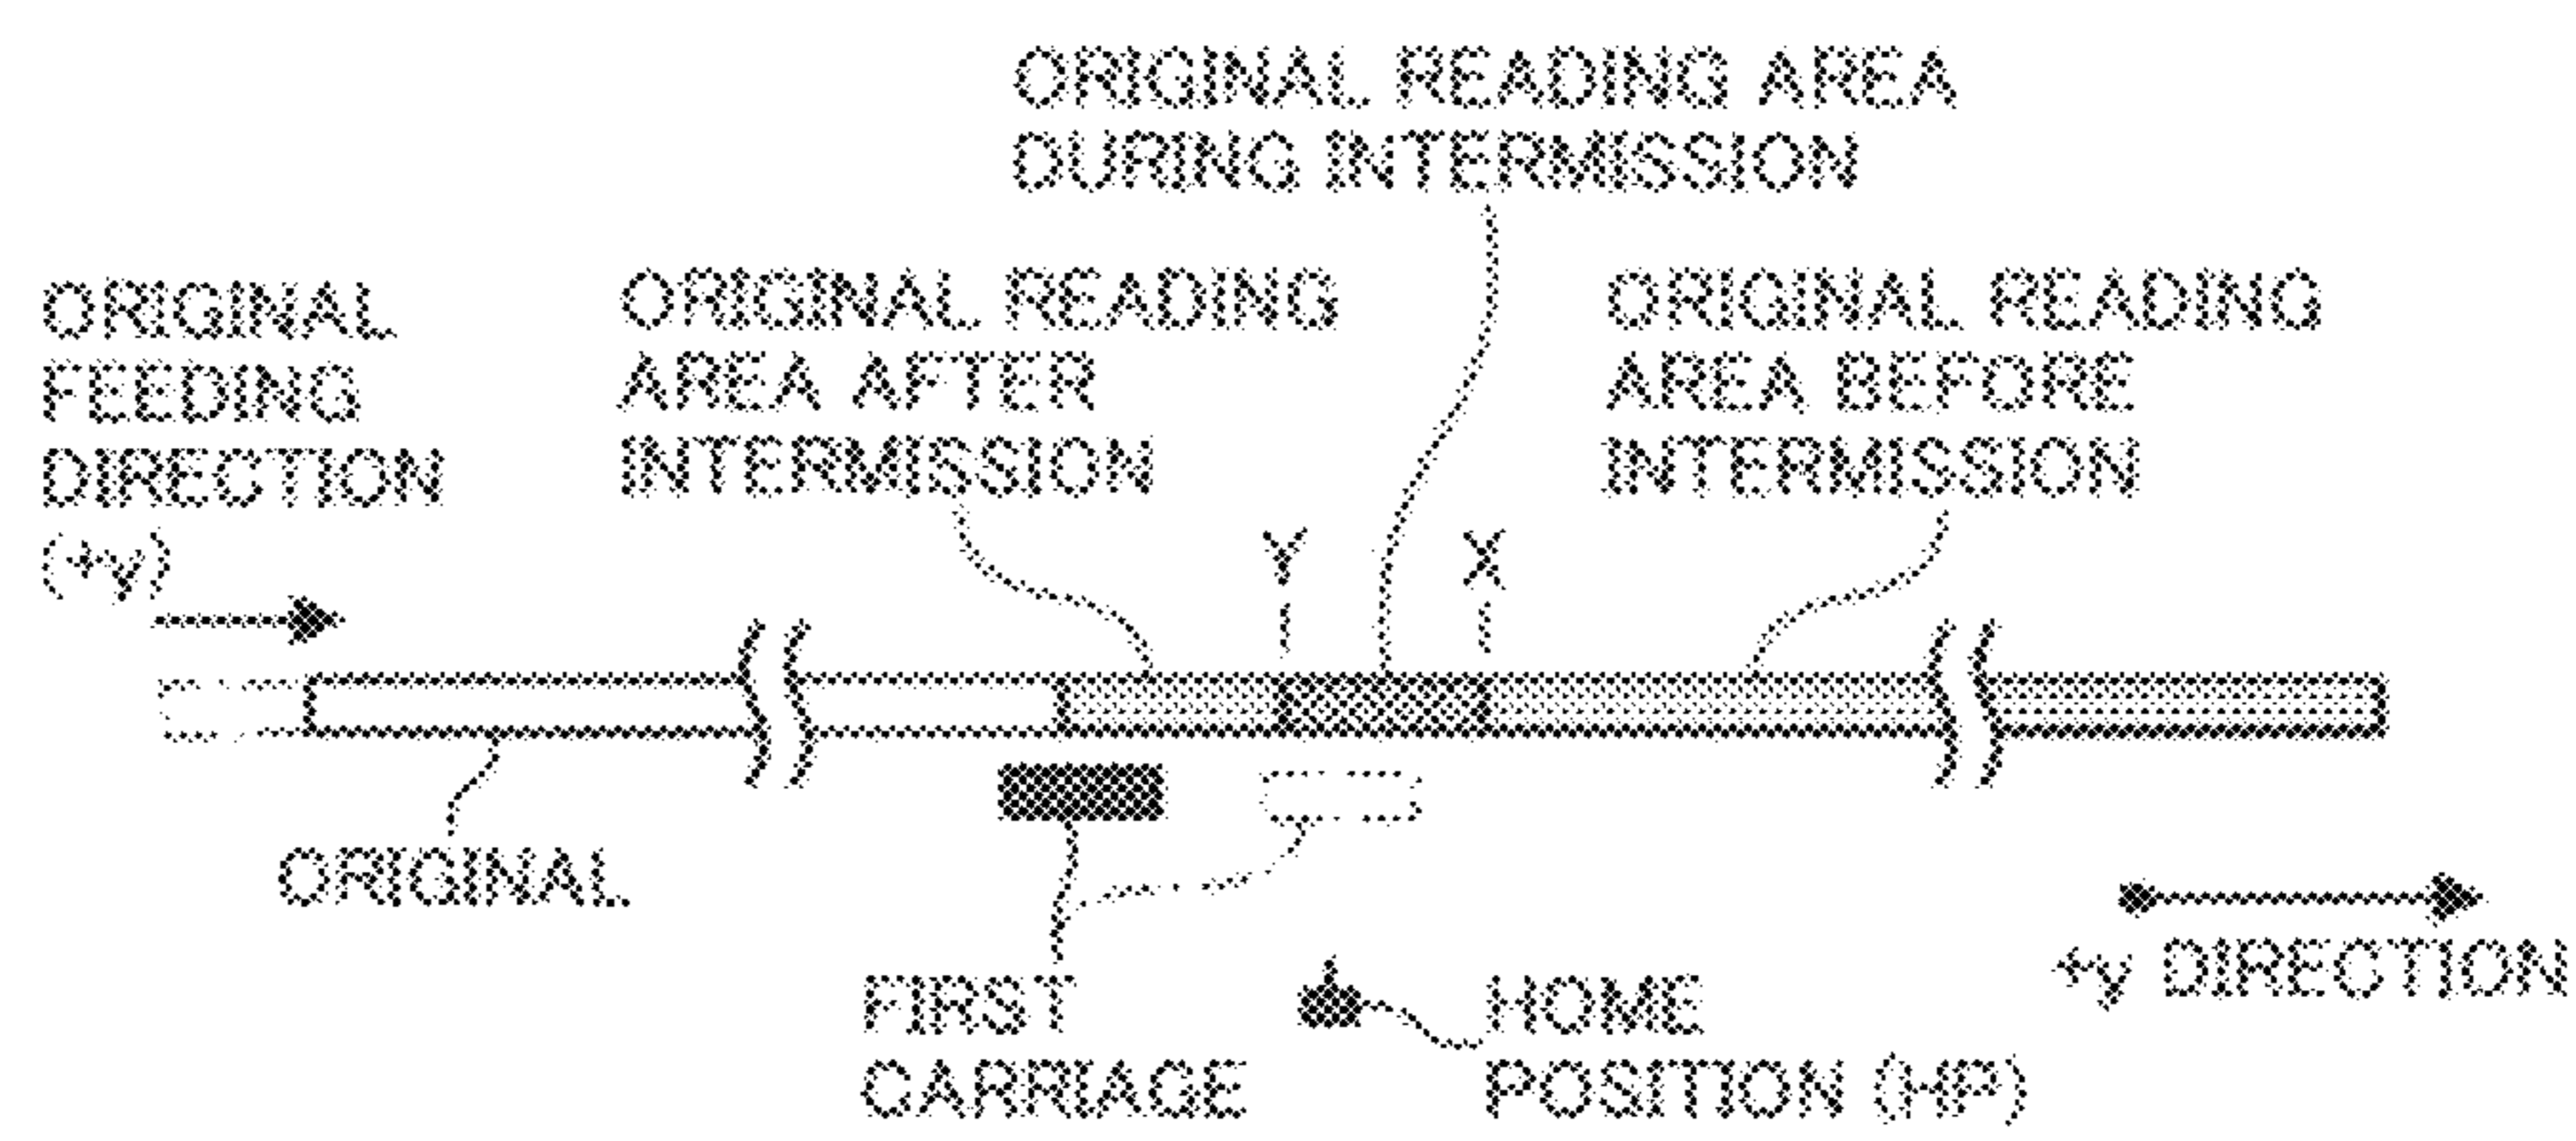 ORIGINAL READING AREA
DURING INTERMISSION
ORIGINAL
FEEDING
DIRECTION
(+y)
ORIGINAL READING
AREA AFTER
INTERMISSION
ORIGINAL READING
AREA BEFORE
INTERMISSION
Y
X
ORIGINAL
FIRST
CARRIAGE
HOME
POSITION (HP)
+y DIRECTION